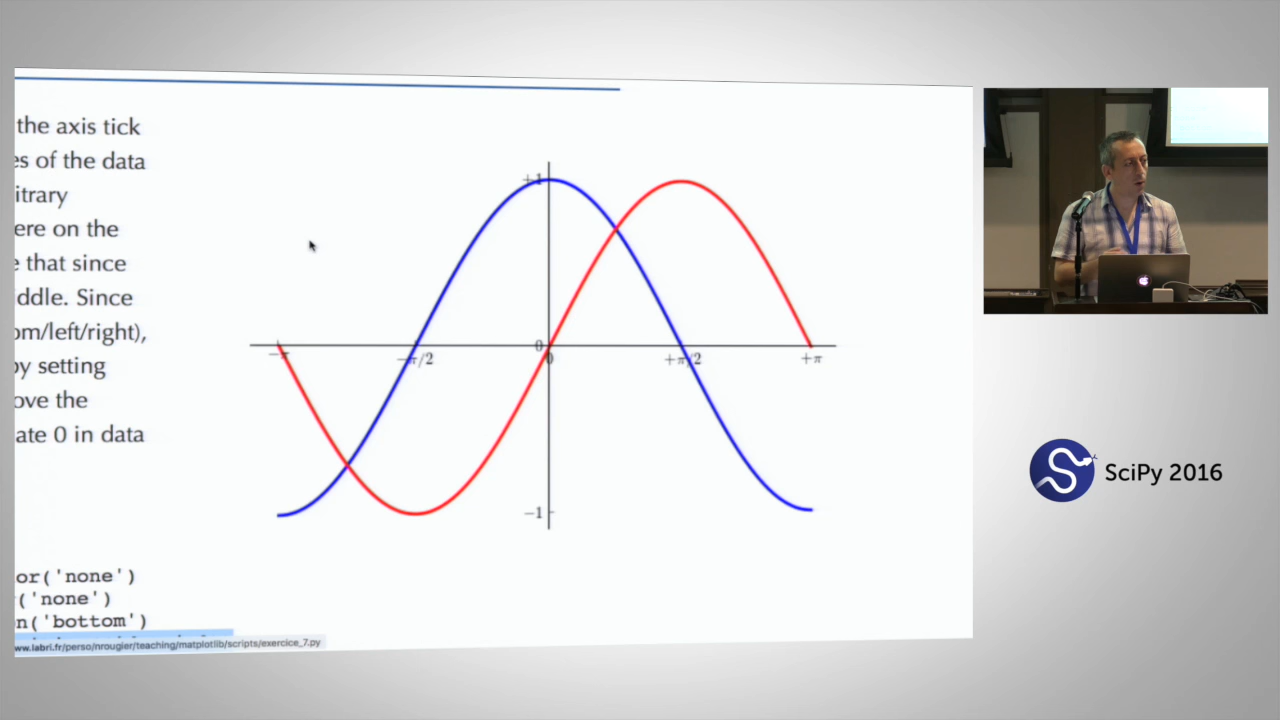 the axis tick
es of the data
itrary
ere on the
e that since
ddle. Since
om/left/right),
by setting
ove the
ate 0 in data
or('none')
('none')
n('bottom')
ww.labri.fr/perso/nrougier/teaching/matplotlib/scripts/exercice_7.py
+1
0
−π
−π/2
0
+π/2
+π
−1
SciPy 2016